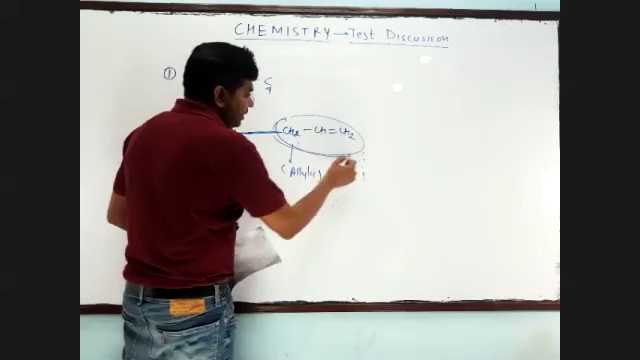 CHEMISTRY → Test Discussion
①
CH₂ – CH = CH₂
(Allylic)